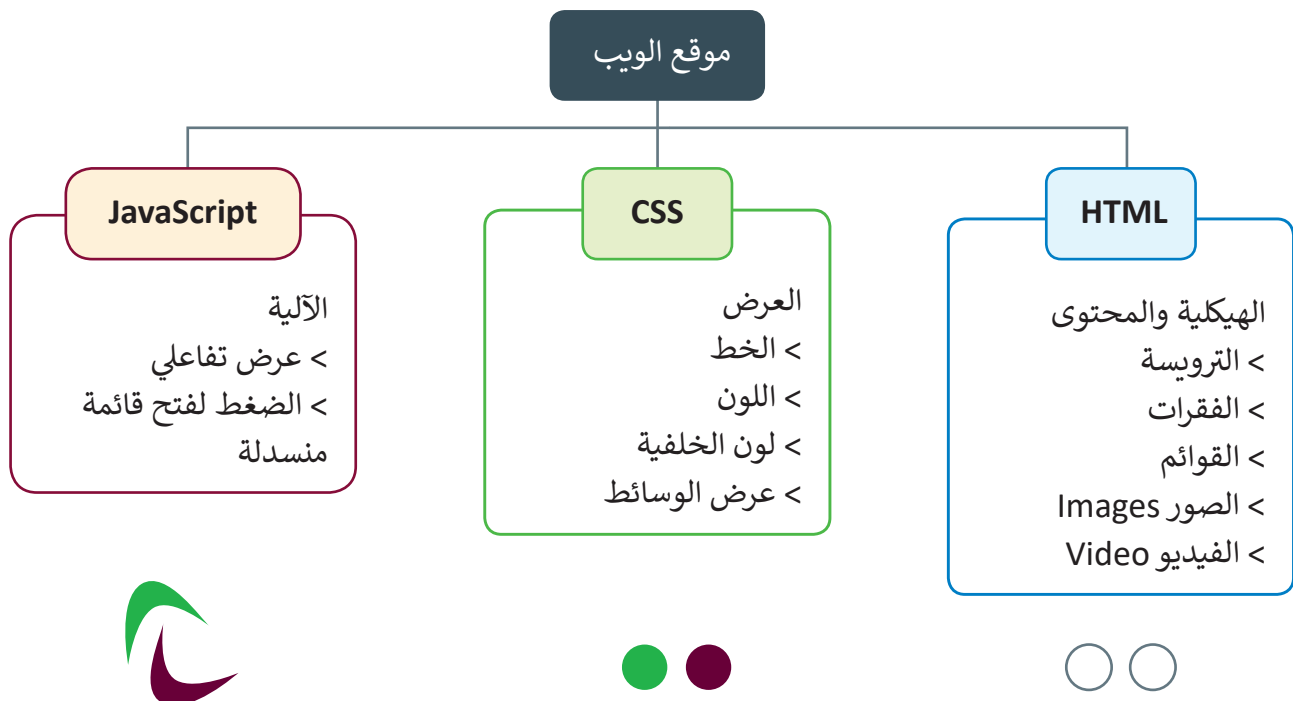 موقع الويب
HTML
الهيكلية والمحتوى
> الترويسة
> الفقرات
> القوائم
> الصور Images
> الفيديو Video
CSS
العرض
> الخط
> اللون
> لون الخلفية
> عرض الوسائط
JavaScript
الآلية
> عرض تفاعلي
> الضغط لفتح قائمة
منسدلة